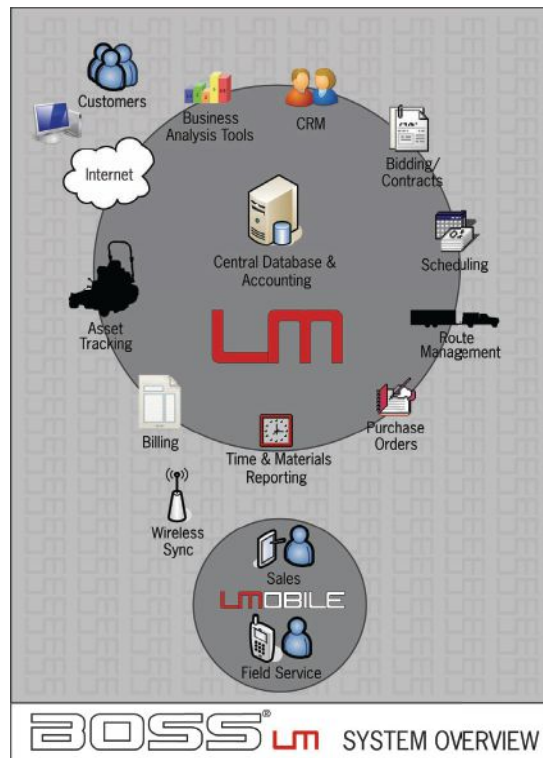 Customers
Business
Analysis Tools
CRM
Internet
Bidding/
Contracts
Central Database &
Accounting
Scheduling
LM
Asset
Tracking
Route
Management
Billing
Time & Materials
Reporting
Purchase
Orders
Wireless
Sync
Sales
LMOBILE
Field Service
BOSS® LM SYSTEM OVERVIEW